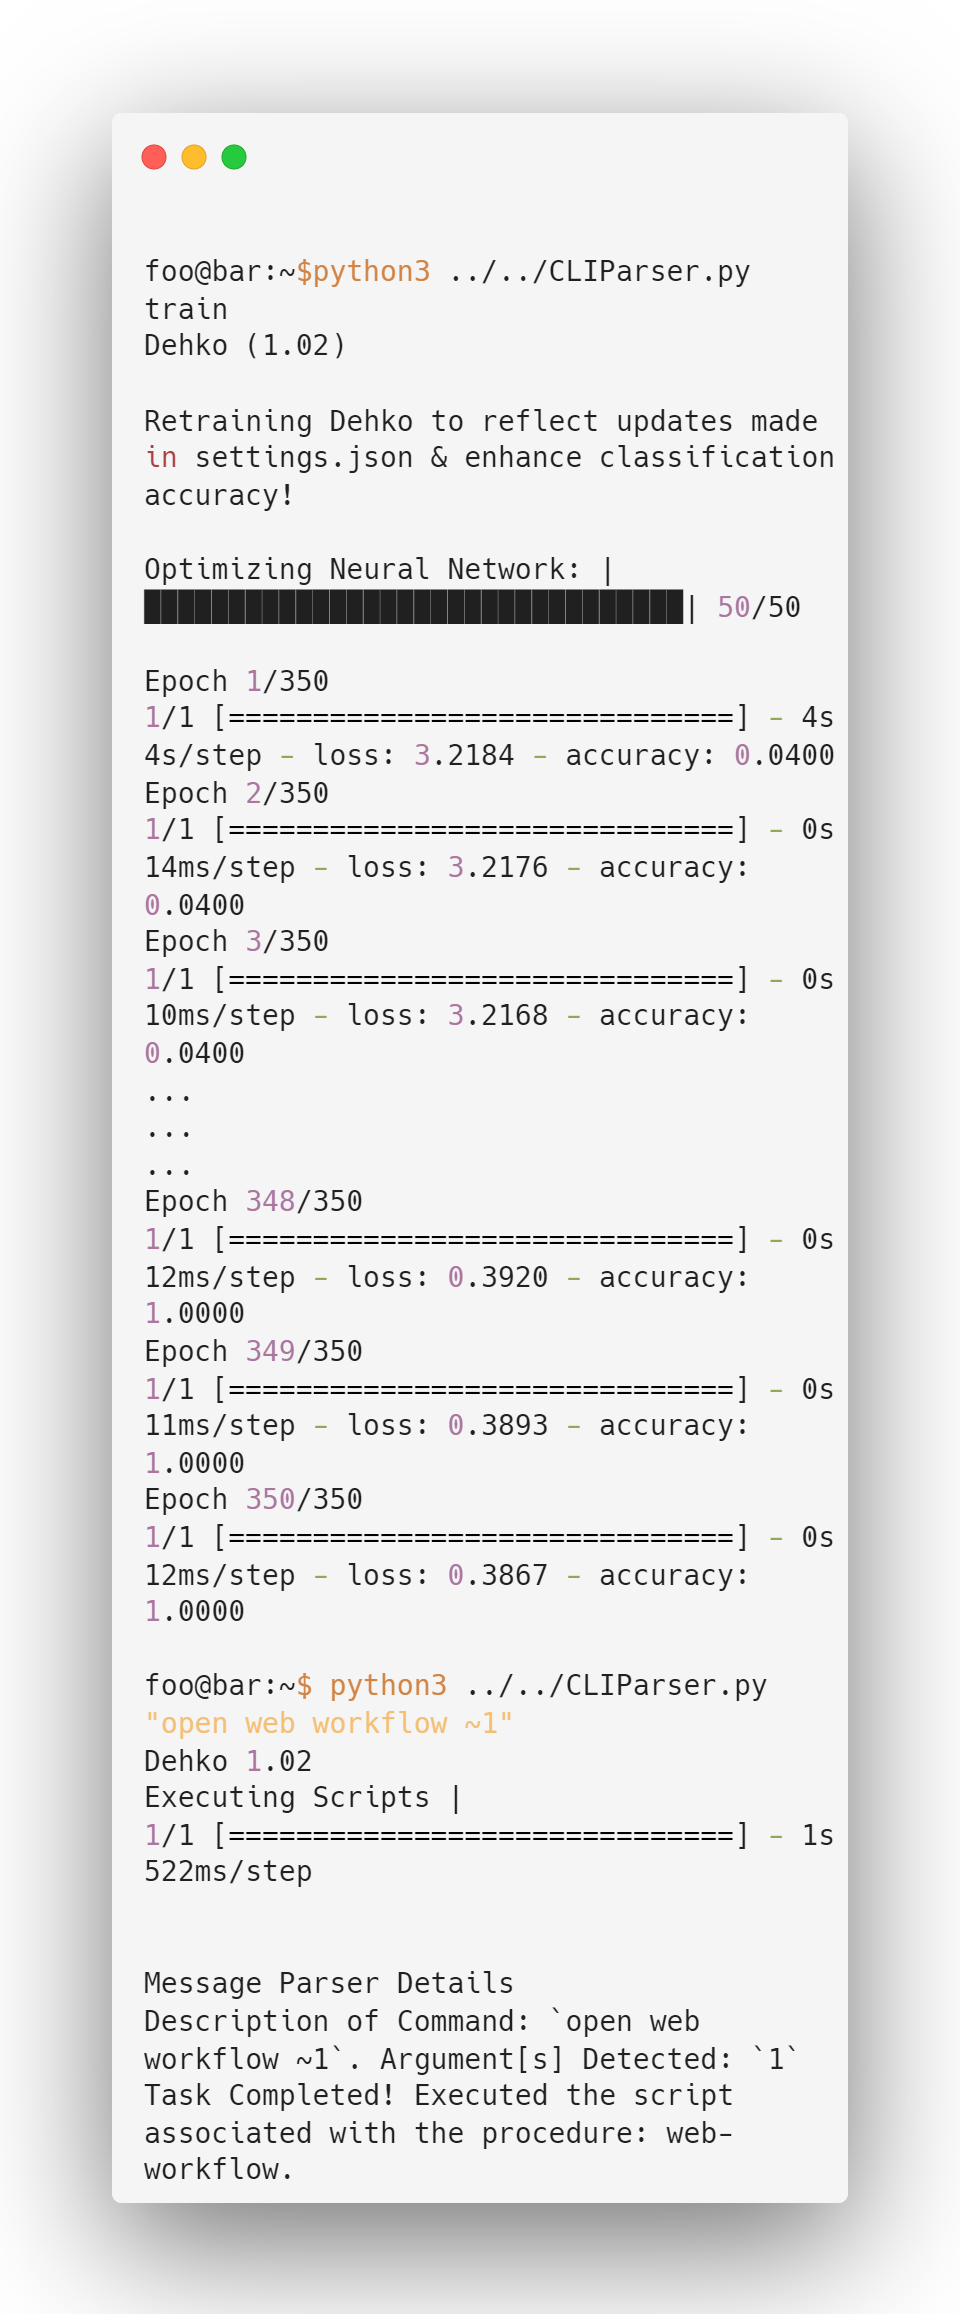 foo@bar:~$python3 ../../CLIParser.py
train
Dehko (1.02)
Retraining Dehko to reflect updates made
in settings.json & enhance classification
accuracy!
Optimizing Neural Network: |
████████████████████████████████| 50/50
Epoch 1/350
1/1 [==============================] - 4s
4s/step - loss: 3.2184 - accuracy: 0.0400
Epoch 2/350
1/1 [==============================] - 0s
14ms/step - loss: 3.2176 - accuracy:
0.0400
Epoch 3/350
1/1 [==============================] - 0s
10ms/step - loss: 3.2168 - accuracy:
0.0400
...
...
...
Epoch 348/350
1/1 [==============================] - 0s
12ms/step - loss: 0.3920 - accuracy:
1.0000
Epoch 349/350
1/1 [==============================] - 0s
11ms/step - loss: 0.3893 - accuracy:
1.0000
Epoch 350/350
1/1 [==============================] - 0s
12ms/step - loss: 0.3867 - accuracy:
1.0000
foo@bar:~$ python3 ../../CLIParser.py
"open web workflow ~1"
Dehko 1.02
Executing Scripts |
1/1 [==============================] - 1s
522ms/step
Message Parser Details
Description of Command: `open web
workflow ~1`. Argument[s] Detected: `1`
Task Completed! Executed the script
associated with the procedure: web-
workflow.